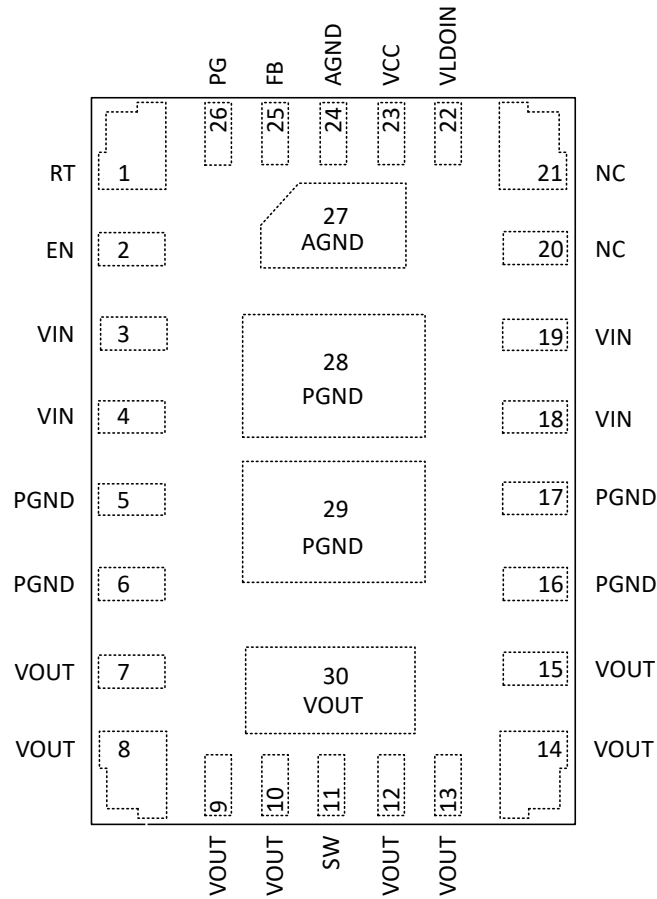 PG FB AGND VCC VLDOIN
26 25 24 23 22
RT 1 21 NC
27
AGND
EN 2 20 NC
VIN 3 19 VIN
28
PGND
VIN 4 18 VIN
PGND 5 17 PGND
29
PGND
PGND 6 16 PGND
VOUT 7 15 VOUT
30
VOUT
VOUT 8 14 VOUT
9 10 11 12 13
VOUT VOUT SW VOUT VOUT